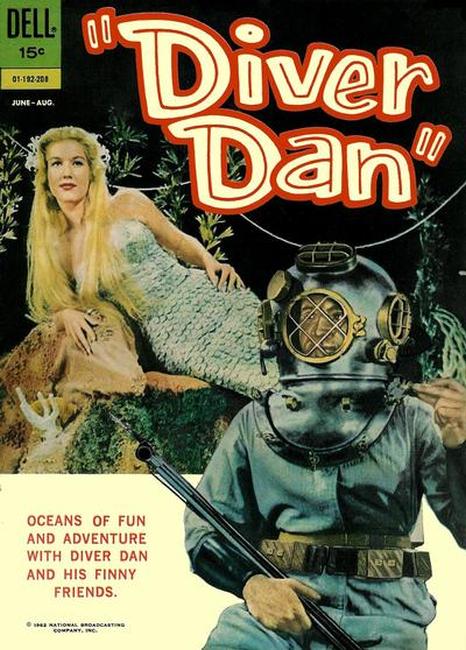 DELL®
15¢
01-192-208
JUNE-AUG.
"Diver
Dan"
OCEANS OF FUN
AND ADVENTURE
WITH DIVER DAN
AND HIS FINNY
FRIENDS.
© 1962 NATIONAL BROADCASTING
COMPANY, INC.